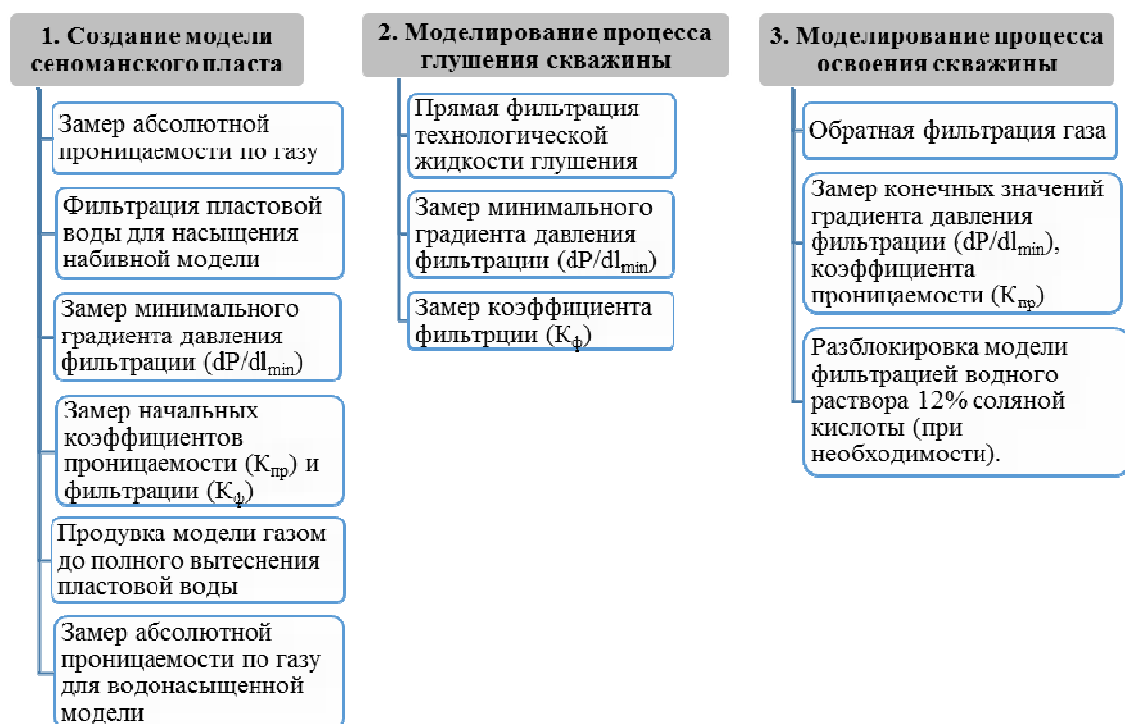 1. Создание модели
сеноманского пласта
Замер абсолютной
проницаемости по газу
Фильтрация пластовой
воды для насыщения
набивной модели
Замер минимального
градиента давления
фильтрации (dP/dlmin)
Замер начальных
коэффициентов
проницаемости (Кпр) и
фильтрации (Кф)
Продувка модели газом
до полного вытеснения
пластовой воды
Замер абсолютной
проницаемости по газу
для водонасыщенной
модели
2. Моделирование процесса
глушения скважины
Прямая фильтрация
технологической
жидкости глушения
Замер минимального
градиента давления
фильтрации (dP/dlmin)
Замер коэффициента
фильтрции (Кф)
3. Моделирование процесса
освоения скважины
Обратная фильтрация газа
Замер конечных значений
градиента давления
фильтрации (dP/dlmin),
коэффициента
проницаемости (Кпр)
Разблокировка модели
фильтрацией водного
раствора 12% соляной
кислоты (при
необходимости).